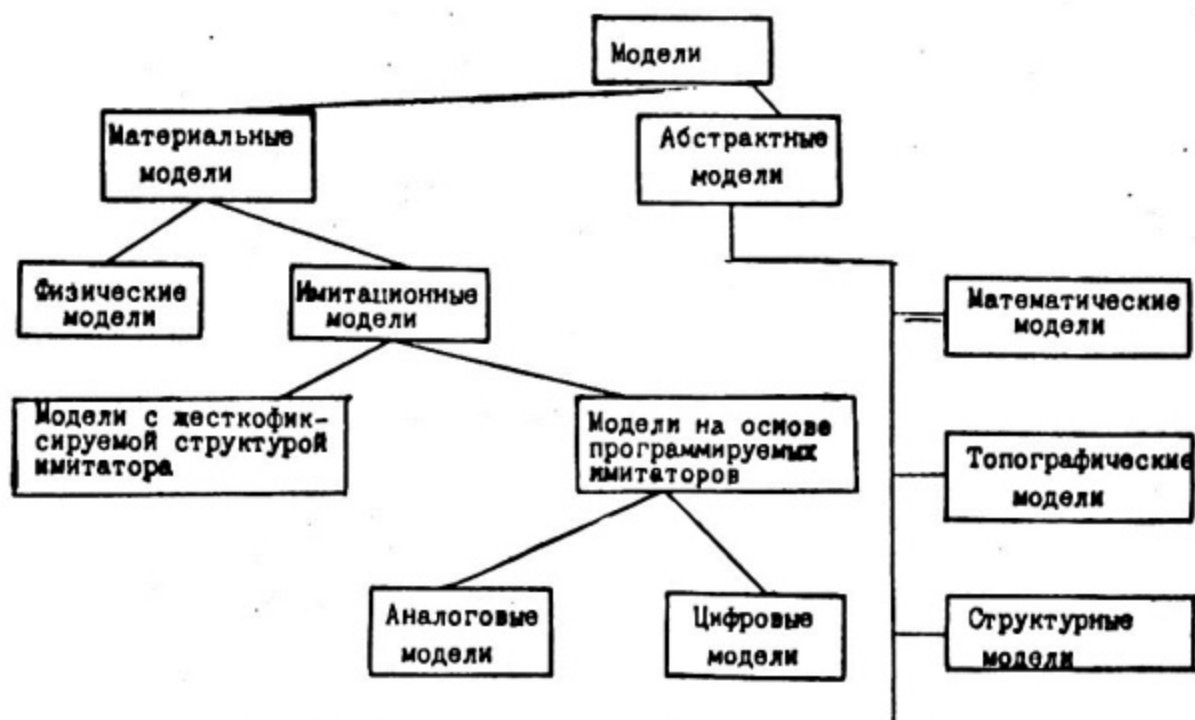 Модели
Материальные
модели
Абстрактные
модели
Физические
модели
Имитационные
модели
Математические
модели
Модели с жесткофик-
сируемой структурой
имитатора
Модели на основе
программируемых
имитаторов
Топографические
модели
Аналоговые
модели
Цифровые
модели
Структурные
модели